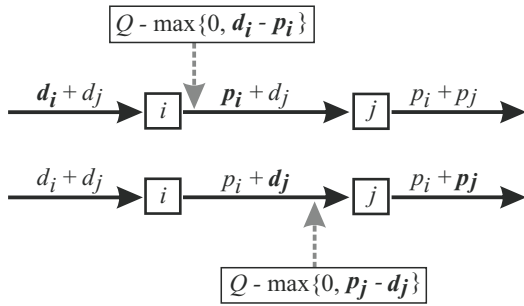 Q - max{0, d_i - p_i}
d_i + d_j i p_i + d_j j p_i + p_j
d_i + d_j i p_i + d_j j p_i + p_j
Q - max{0, p_j - d_j}